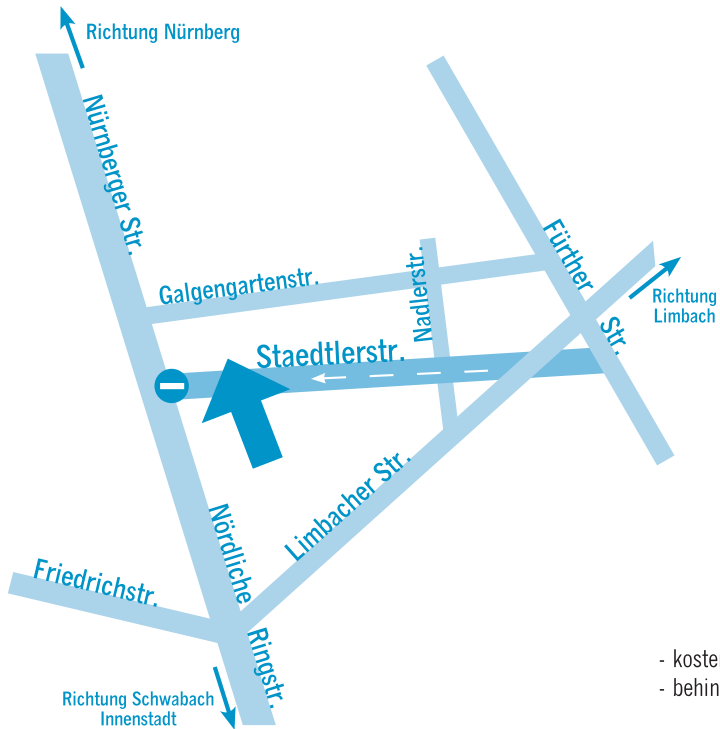 Richtung Nürnberg
Nürnberger Str.
Fürther Str.
Galgengartenstr.
Nadlerstr.
Richtung
Limbach
Staedtlerstr.
Limbacher Str.
Nördliche Ringstr.
Friedrichstr.
Richtung Schwabach
Innenstadt
-
-